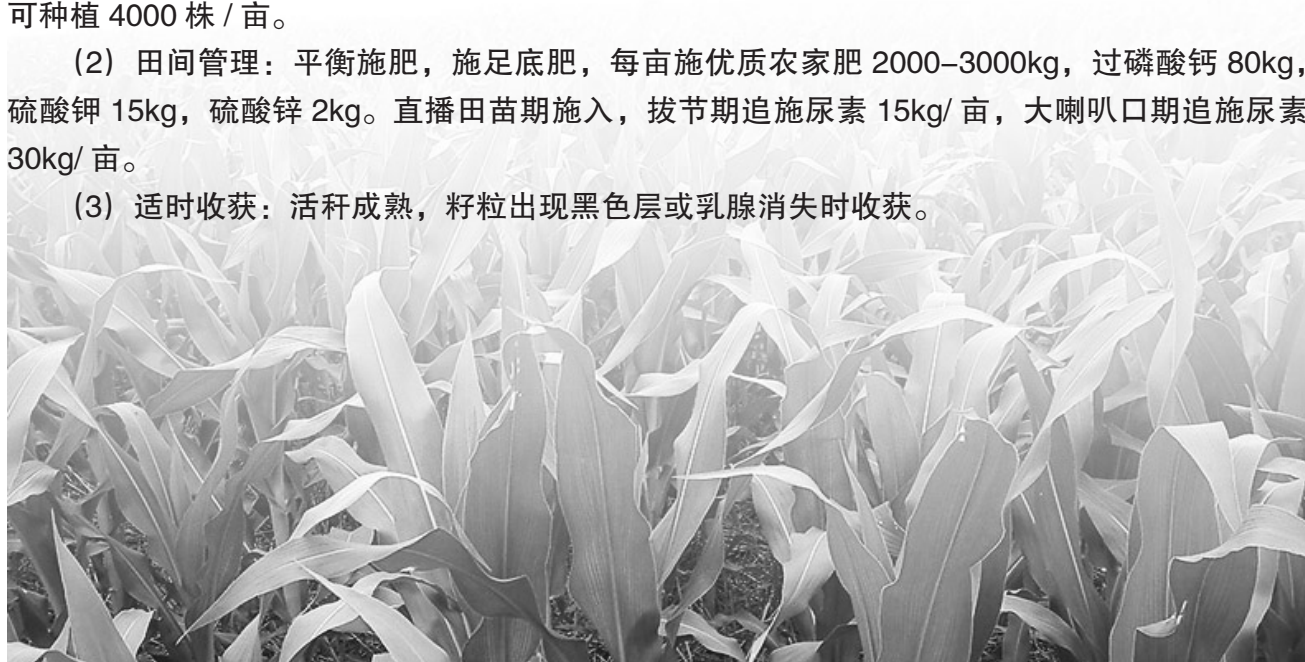 可种植 4000 株 / 亩。
（2）田间管理：平衡施肥，施足底肥，每亩施优质农家肥 2000–3000kg，过磷酸钙 80kg，
硫酸钾 15kg，硫酸锌 2kg。直播田苗期施入，拔节期追施尿素 15kg/ 亩，大喇叭口期追施尿素
30kg/ 亩。
（3）适时收获：活秆成熟，籽粒出现黑色层或乳腺消失时收获。